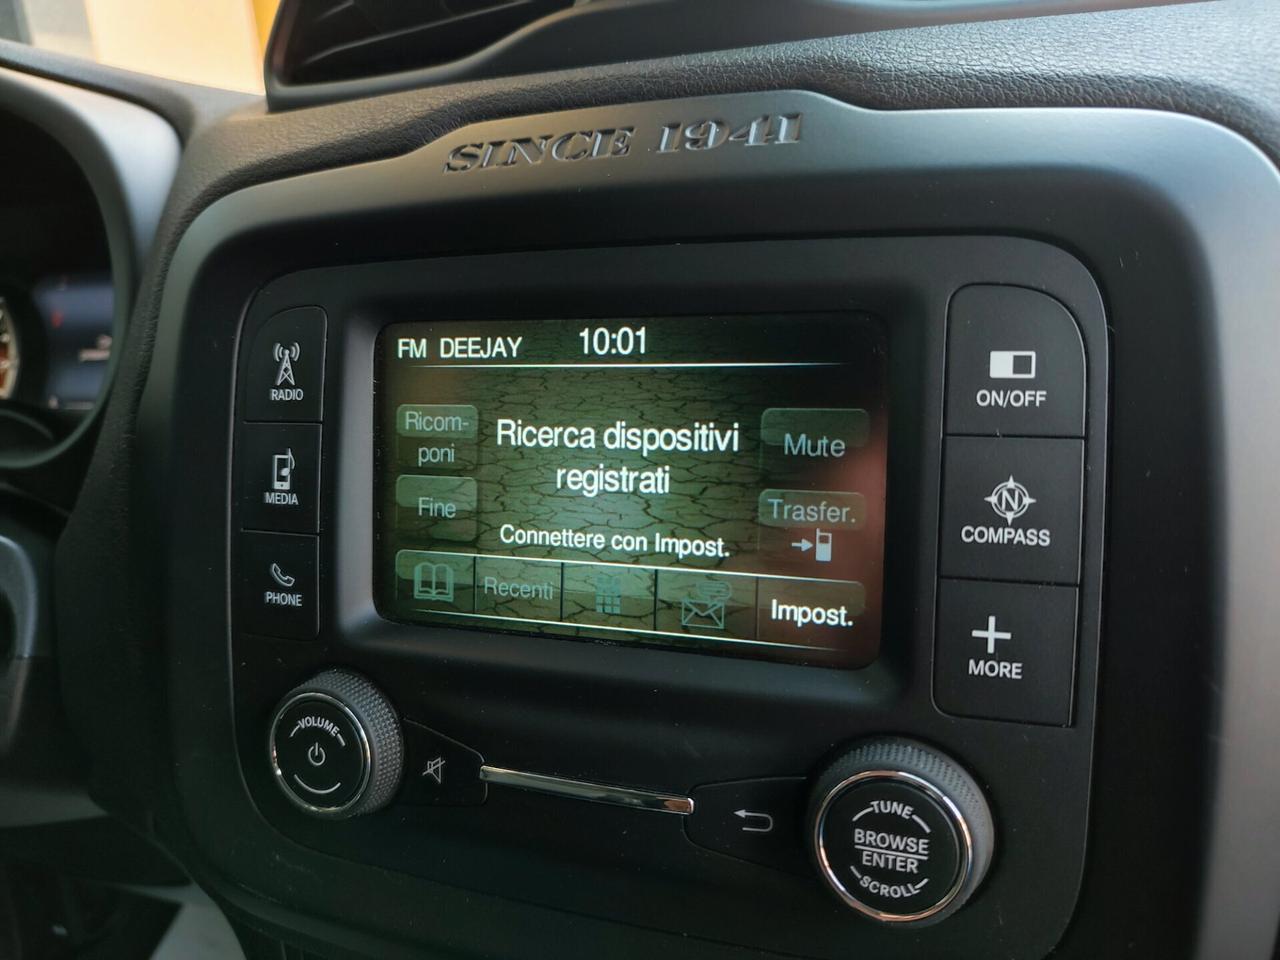 SINCE 1941
RADIO
MEDIA
PHONE
FM DEEJAY 10:01
Ricom-
poni
Fine
Ricerca dispositivi
registrati
Connettere con Impost.
Mute
Trasfer.
Recenti
Impost.
ON/OFF
N
COMPASS
MORE
VOLUME
TUNE
BROWSE
ENTER
SCROLL